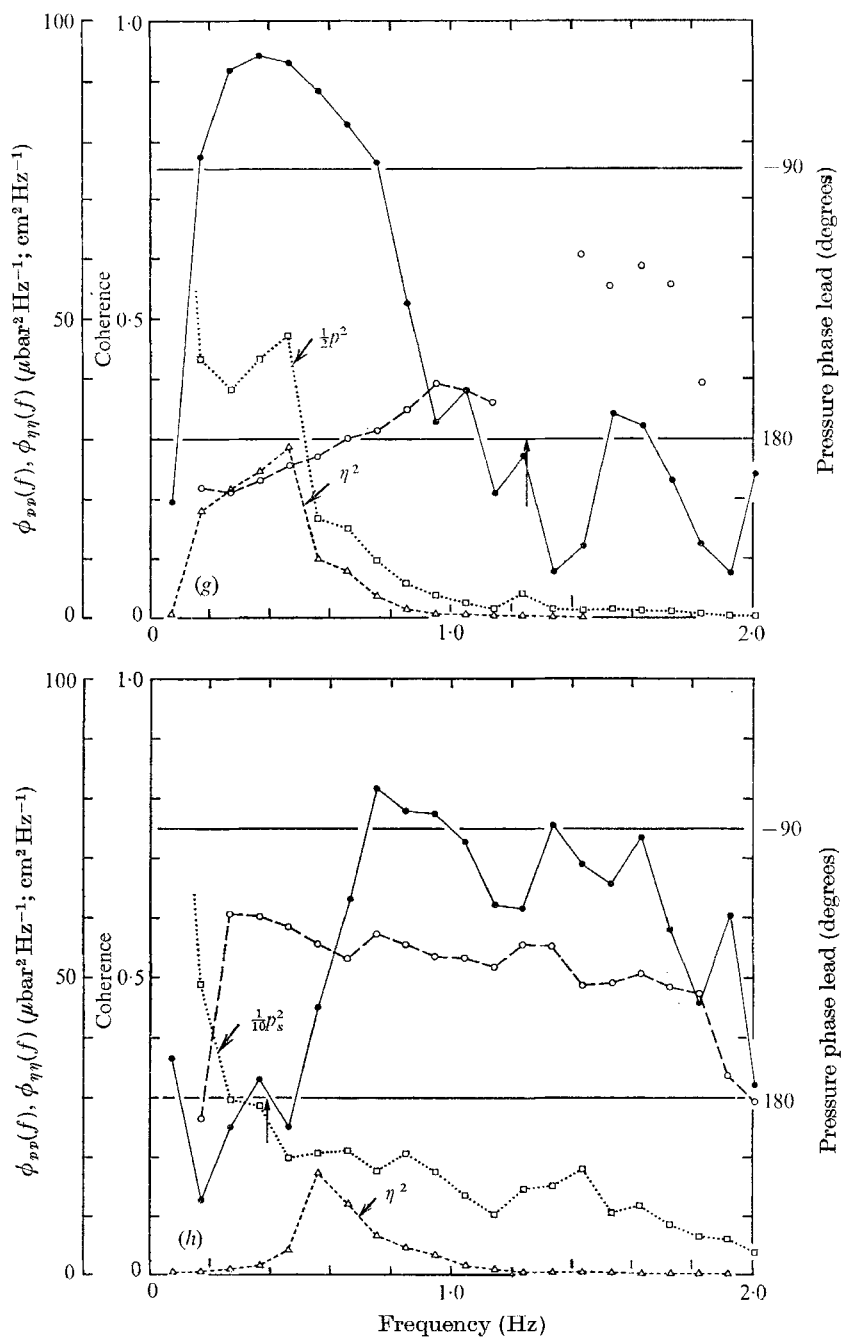 100
1·0
−90
ϕpp(f), ϕηη(f) (μbar² Hz⁻¹; cm² Hz⁻¹)
Coherence
Pressure phase lead (degrees)
50
0·5
½p²
180
η²
(g)
0
0
0
1·0
2·0
100
1·0
−90
ϕpp(f), ϕηη(f) (μbar² Hz⁻¹; cm² Hz⁻¹)
Coherence
Pressure phase lead (degrees)
50
0·5
1/10 pₛ²
180
η²
(h)
0
0
0
1·0
2·0
Frequency (Hz)